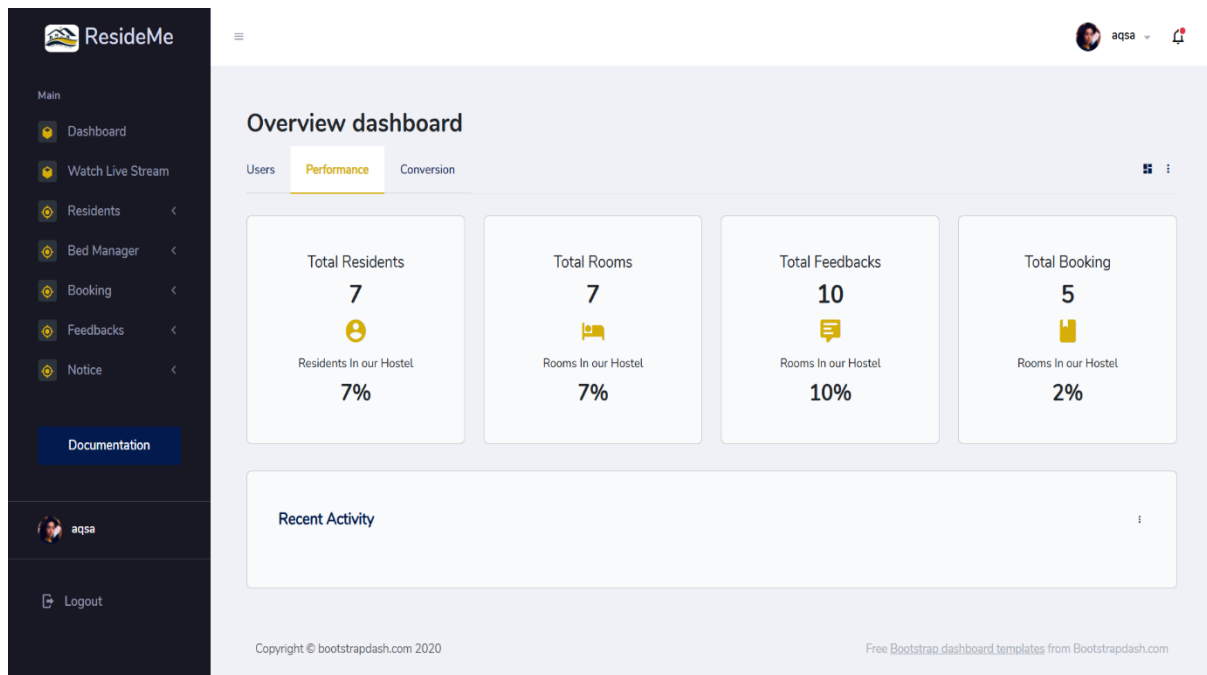 ResideMe
aqsa
Main
Dashboard
Watch Live Stream
Residents
Bed Manager
Booking
Feedbacks
Notice
Documentation
aqsa
Logout
Overview dashboard
Users Performance Conversion
Total Residents
7
Residents In our Hostel
7%
Total Rooms
7
Rooms In our Hostel
7%
Total Feedbacks
10
Rooms In our Hostel
10%
Total Booking
5
Rooms In our Hostel
2%
Recent Activity
Copyright © bootstrapdash.com 2020
Free Bootstrap dashboard templates from Bootstrapdash.com